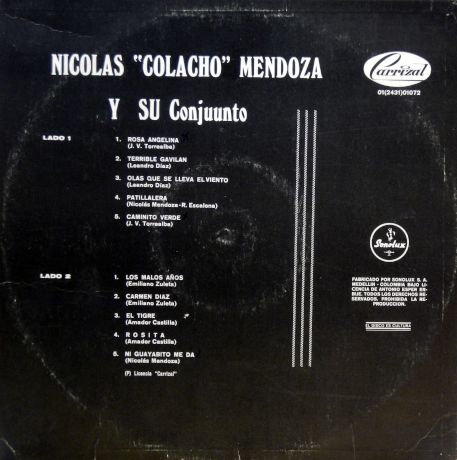 NICOLAS "COLACHO" MENDOZA
Y SU Conjuunto
Carrizal
01(2431)01072
LADO 1
1. ROSA ANGELINA
(J. V. Torrealba)
2. TERRIBLE GAVILAN
(Leandro Díaz)
3. OLAS QUE SE LLEVA EL VIENTO
(Leandro Díaz)
4. PATILLALERA
(Nicolás Mendoza-R. Escalona)
5. CAMINITO VERDE
(J. V. Torrealba)
LADO 2
1. LOS MALOS AÑOS
(Emiliano Zuleta)
2. CARMEN DIAZ
(Emiliano Zuleta)
3. EL TIGRE
(Amador Castilla)
4. ROSITA
(Amador Castilla)
5. NI GUAYABITO ME DA
(Nicolás Mendoza)
(P) Licencia "Carrizal"
Sonolux
FABRICADO POR SONOLUX S. A.
MEDELLIN - COLOMBIA BAJO LI
CENCIA DE ANTONIO ESPER ER-
BUE. TODOS LOS DERECHOS RE-
SERVADOS. PROHIBIDA LA RE-
PRODUCCION.
EL DISCO ES CULTURA